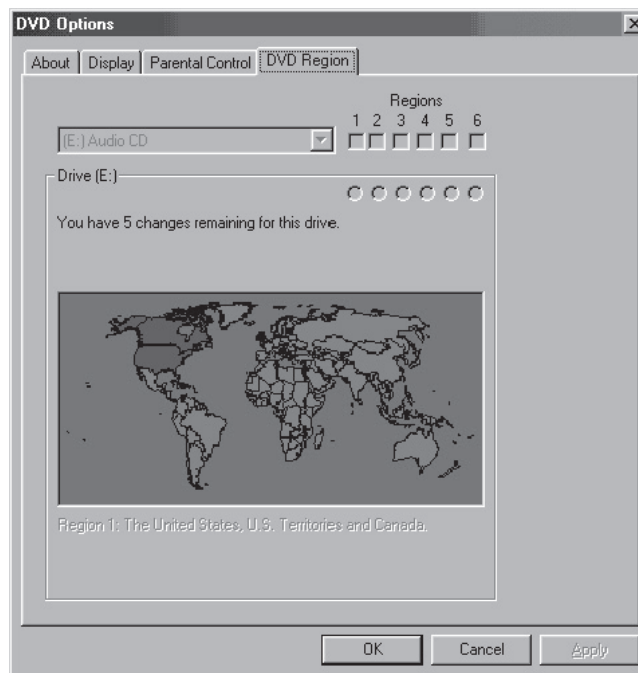 DVD Options
About Display Parental Control DVD Region
Regions
1 2 3 4 5 6
(E:) Audio CD
Drive (E:)
You have 5 changes remaining for this drive.
Region 1: The United States, U.S. Territories and Canada.
OK Cancel Apply